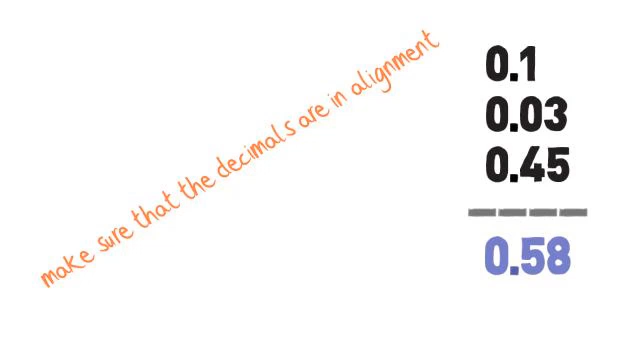 make sure that the decimals are in alignment
0.1
0.03
0.45
0.58